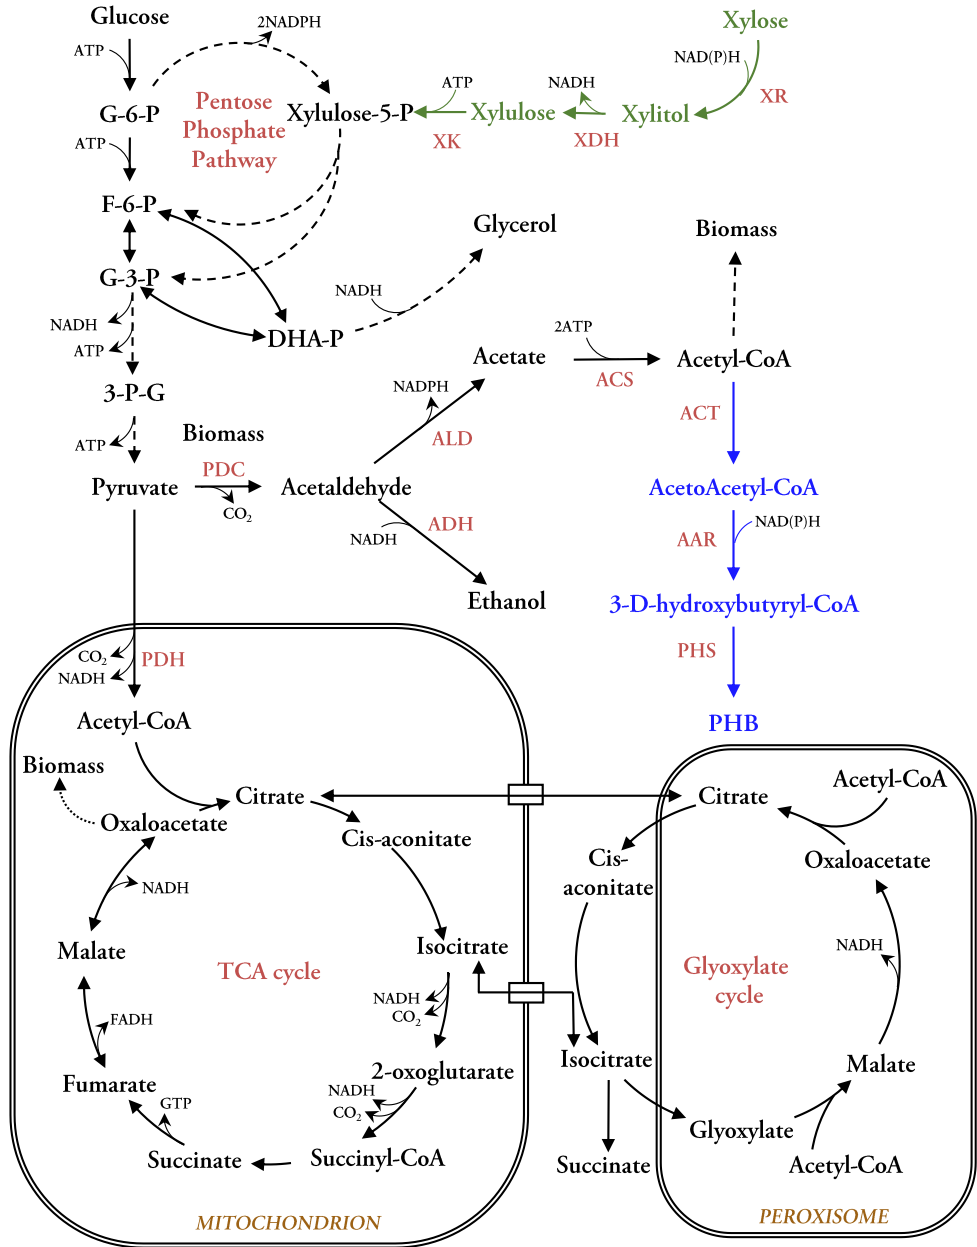 Glucose
2NADPH
Xylose
ATP
NAD(P)H
XR
G-6-P
Pentose
Phosphate
Pathway
Xylulose-5-P
ATP
XK
Xylulose
NADH
XDH
Xylitol
ATP
F-6-P
Glycerol
Biomass
G-3-P
NADH
NADH
ATP
DHA-P
Acetate
2ATP
ACS
Acetyl-CoA
3-P-G
NADPH
ALD
ACT
ATP
Biomass
PDC
Pyruvate
CO2
Acetaldehyde
AcetoAcetyl-CoA
NADH
ADH
NAD(P)H
AAR
Ethanol
3-D-hydroxybutyryl-CoA
CO2
NADH
PDH
PHS
Acetyl-CoA
PHB
Biomass
Citrate
Citrate
Acetyl-CoA
Oxaloacetate
Cis-aconitate
Cis-
aconitate
Oxaloacetate
NADH
Malate
Isocitrate
NADH
TCA cycle
Glyoxylate
cycle
NADH
CO2
FADH
Isocitrate
Malate
Fumarate
2-oxoglutarate
NADH
CO2
GTP
Glyoxylate
Succinate
Succinyl-CoA
Succinate
Acetyl-CoA
MITOCHONDRION
PEROXISOME